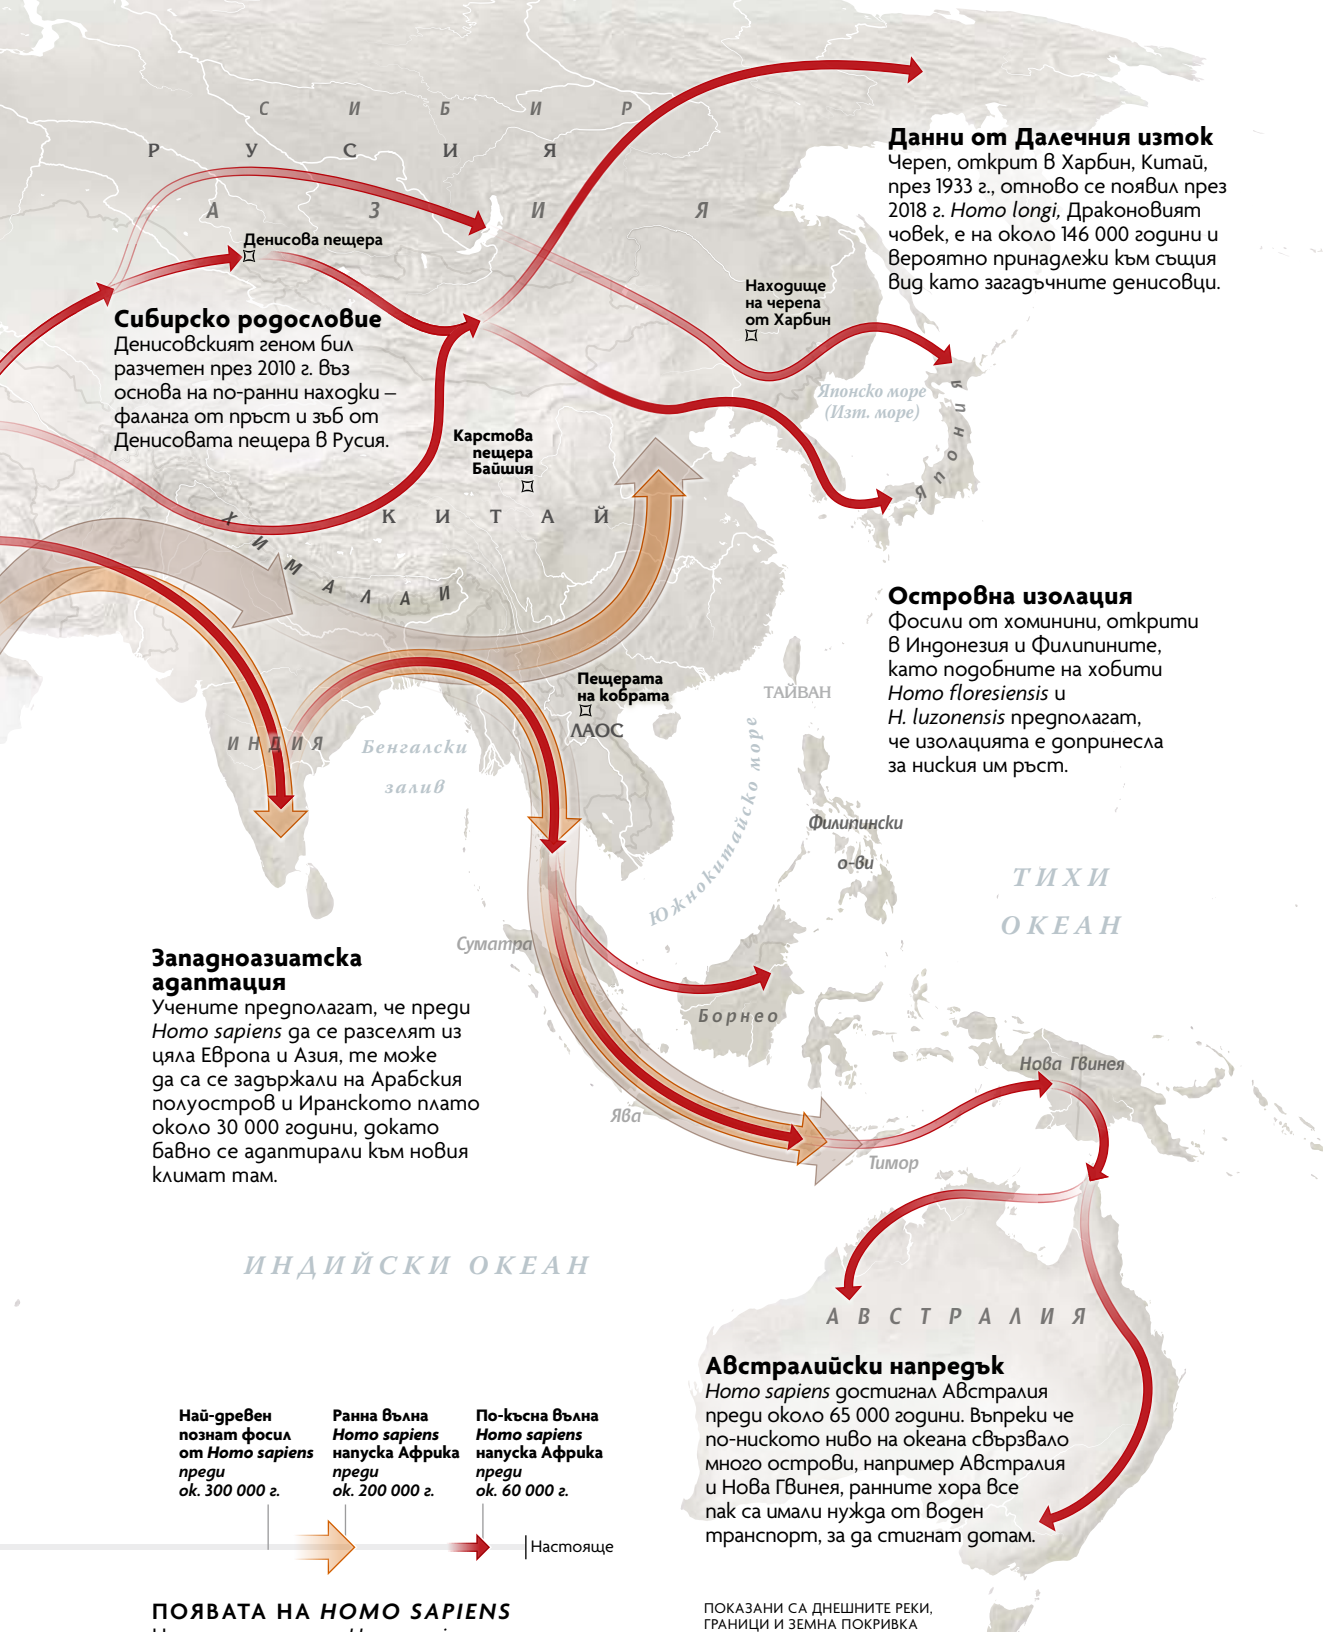 СИБИР
РУСИЯ
АЗИЯ
Данни от Далечния изток
Череп, открит в Харбин, Китай,
през 1933 г., отново се появил през
2018 г. Homo longi, Драконовият
човек, е на около 146 000 години и
вероятно принадлежи към същия
вид като загадъчните денисовци.
Денисова пещера
Находище
на черепа
от Харбин
Сибирско родословие
Денисовският геном бил
разчетен през 2010 г. въз
основа на по-ранни находки –
фаланга от пръст и зъб от
Денисовата пещера в Русия.
Японско море
(Изт. море)
ЯПОНИЯ
Карстова
пещера
Байшия
КИТАЙ
ХИМАЛАИ
Островна изолация
Фосили от хоминини, открити
в Индонезия и Филипините,
като подобните на хобити
Homo floresiensis и
H. luzonensis предполагат,
че изолацията е допринесла
за ниския им ръст.
Пещерата
на кобрата
ЛАОС
ТАЙВАН
ИНДИЯ
Бенгалски
залив
Южнокитайско море
Филипински
о-ви
ТИХИ
ОКЕАН
Суматра
Борнео
Западноазиатска
адаптация
Учените предполагат, че преди
Homo sapiens да се разселят из
цяла Европа и Азия, те може
да са се задържали на Арабския
полуостров и Иранското плато
около 30 000 години, докато
бавно се адаптирали към новия
климат там.
Нова Гвинея
Ява
Тимор
ИНДИЙСКИ ОКЕАН
АВСТРАЛИЯ
Австралийски напредък
Homo sapiens достигнал Австралия
преди около 65 000 години. Въпреки че
по-ниското ниво на океана свързвало
много острови, например Австралия
и Нова Гвинея, ранните хора все
пак са имали нужда от воден
транспорт, за да стигнат дотам.
Най-древен
познат фосил
от Homo sapiens
преди
ок. 300 000 г.
Ранна вълна
Homo sapiens
напуска Африка
преди
ок. 200 000 г.
По-късна вълна
Homo sapiens
напуска Африка
преди
ок. 60 000 г.
Настояще
ПОЯВАТА НА HOMO SAPIENS
ПОКАЗАНИ СА ДНЕШНИТЕ РЕКИ,
ГРАНИЦИ И ЗЕМНА ПОКРИВКА